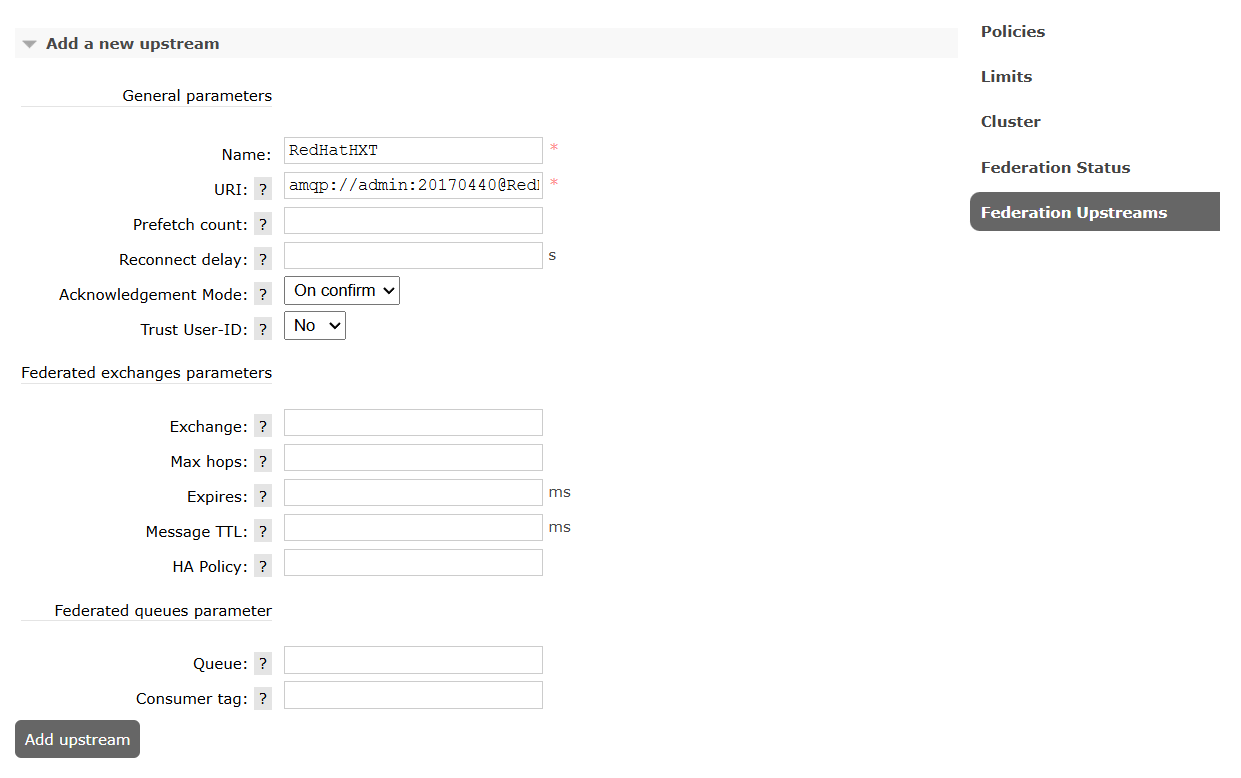 Add a new upstream
General parameters
Name: RedHatHXT *
URI: ? amqp://admin:20170440@Red *
Prefetch count: ?
Reconnect delay: ? s
Acknowledgement Mode: ? On confirm
Trust User-ID: ? No
Federated exchanges parameters
Exchange: ?
Max hops: ?
Expires: ? ms
Message TTL: ? ms
HA Policy: ?
Federated queues parameter
Queue: ?
Consumer tag: ?
Add upstream
Policies
Limits
Cluster
Federation Status
Federation Upstreams